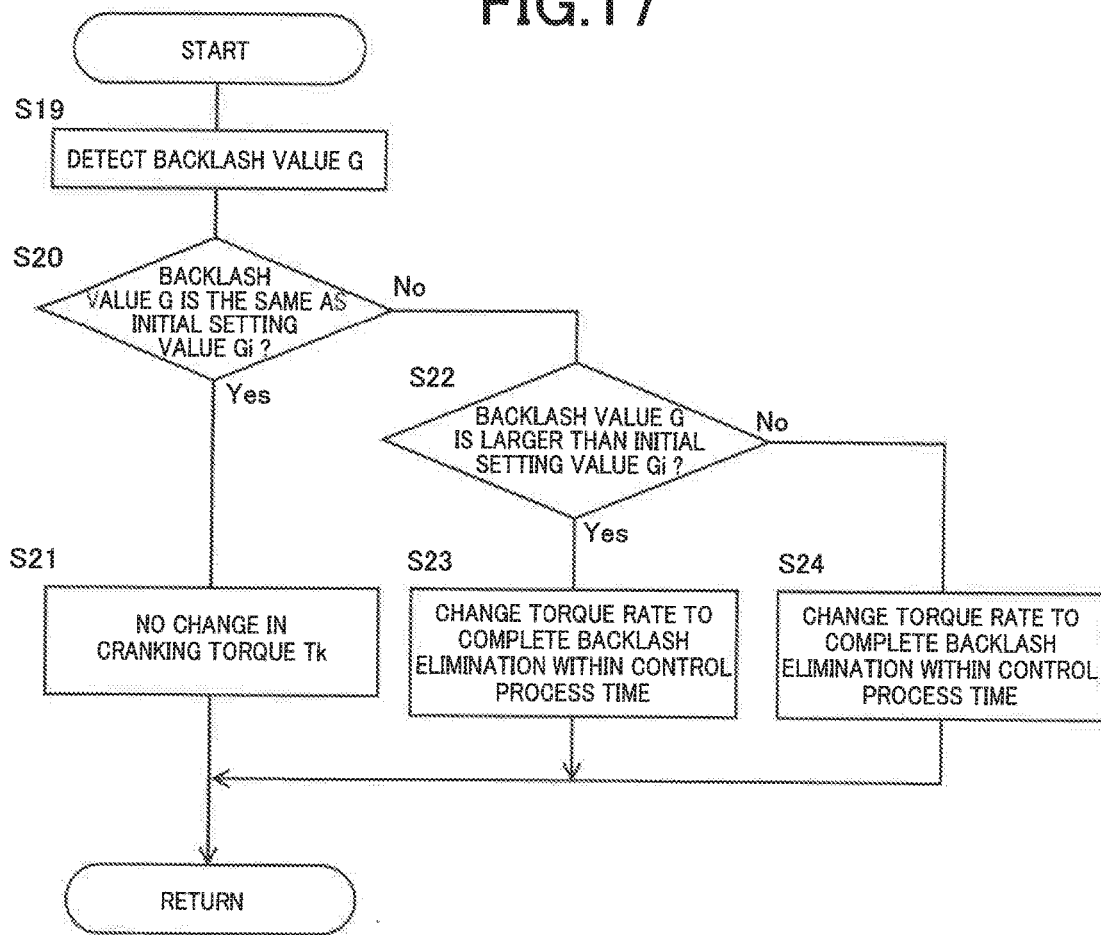 FIG.17
START
S19
DETECT BACKLASH VALUE G
S20
BACKLASH
VALUE G IS THE SAME AS
INITIAL SETTING
VALUE Gi ?
No
Yes
S22
BACKLASH VALUE G
IS LARGER THAN INITIAL
SETTING VALUE Gi ?
No
Yes
S21
NO CHANGE IN
CRANKING TORQUE Tk
S23
CHANGE TORQUE RATE TO
COMPLETE BACKLASH
ELIMINATION WITHIN CONTROL
PROCESS TIME
S24
CHANGE TORQUE RATE TO
COMPLETE BACKLASH
ELIMINATION WITHIN CONTROL
PROCESS TIME
RETURN